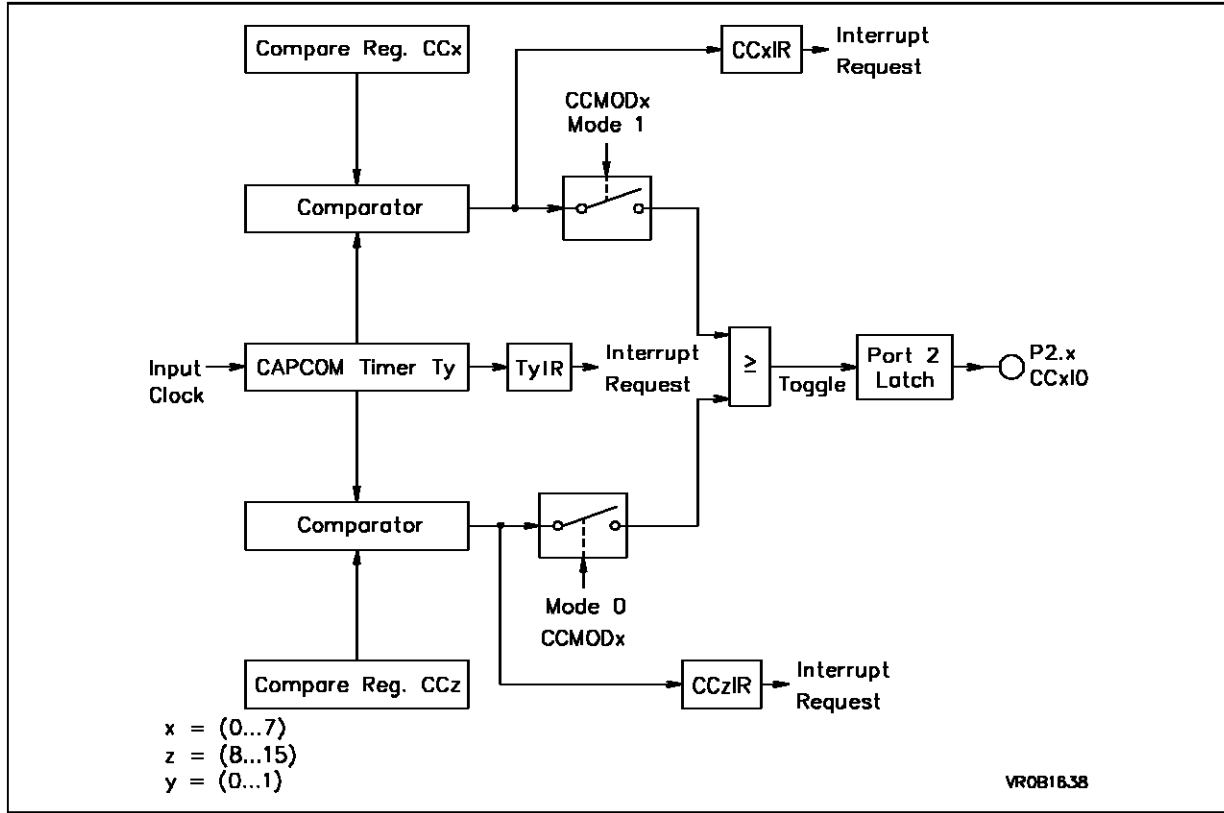 Compare Reg. CCx
CCxIR
Interrupt
Request
CCMODx
Mode 1
Comparator
Input
Clock
CAPCOM Timer Ty
TyIR
Interrupt
Request
≥
Toggle
Port 2
Latch
P2.x
CCxIO
Comparator
Mode 0
CCMODx
Compare Reg. CCz
CCzIR
Interrupt
Request
x = (0...7)
z = (8...15)
y = (0...1)
VR0B1838